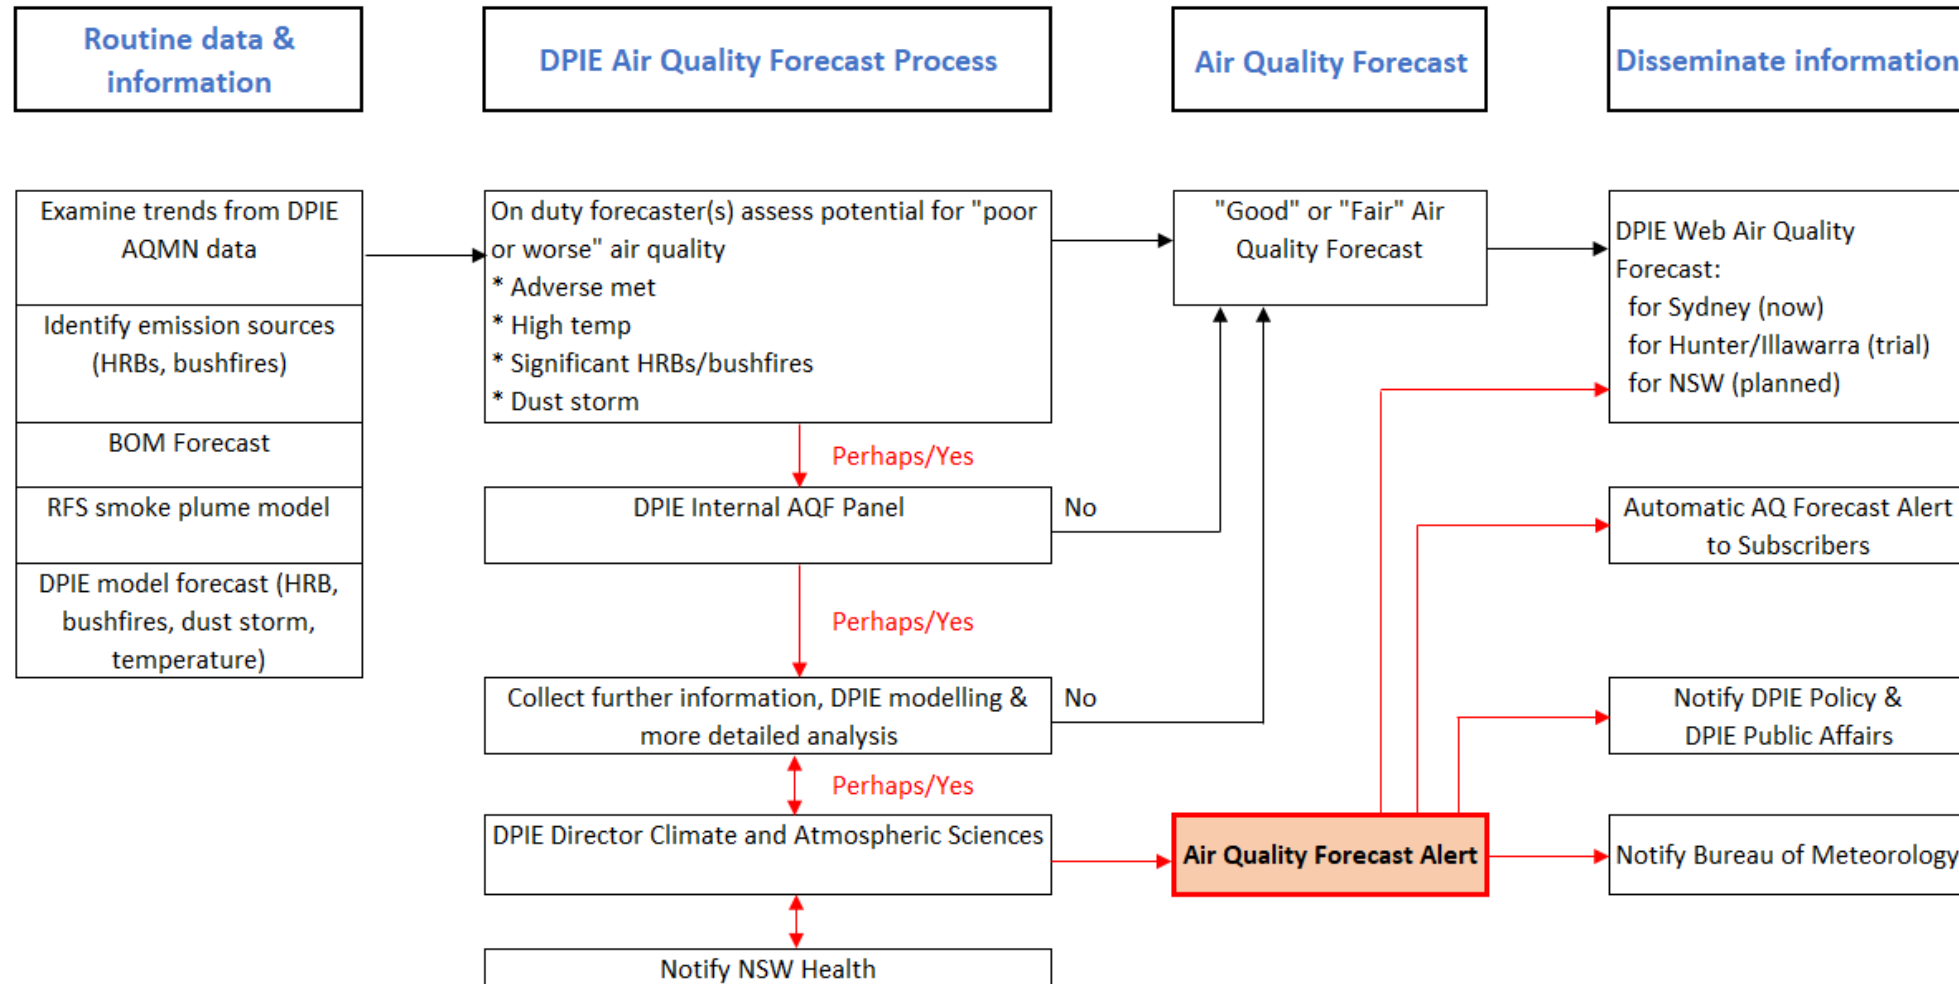 Routine data &
information
DPIE Air Quality Forecast Process
Air Quality Forecast
Disseminate information
Examine trends from DPIE
AQMN data
Identify emission sources
(HRBs, bushfires)
BOM Forecast
RFS smoke plume model
DPIE model forecast (HRB,
bushfires, dust storm,
temperature)
On duty forecaster(s) assess potential for "poor
or worse" air quality
* Adverse met
* High temp
* Significant HRBs/bushfires
* Dust storm
Perhaps/Yes
DPIE Internal AQF Panel
No
Perhaps/Yes
Collect further information, DPIE modelling &
more detailed analysis
No
Perhaps/Yes
DPIE Director Climate and Atmospheric Sciences
Notify NSW Health
"Good" or "Fair" Air
Quality Forecast
Air Quality Forecast Alert
DPIE Web Air Quality
Forecast:
for Sydney (now)
for Hunter/Illawarra (trial)
for NSW (planned)
Automatic AQ Forecast Alert
to Subscribers
Notify DPIE Policy &
DPIE Public Affairs
Notify Bureau of Meteorology